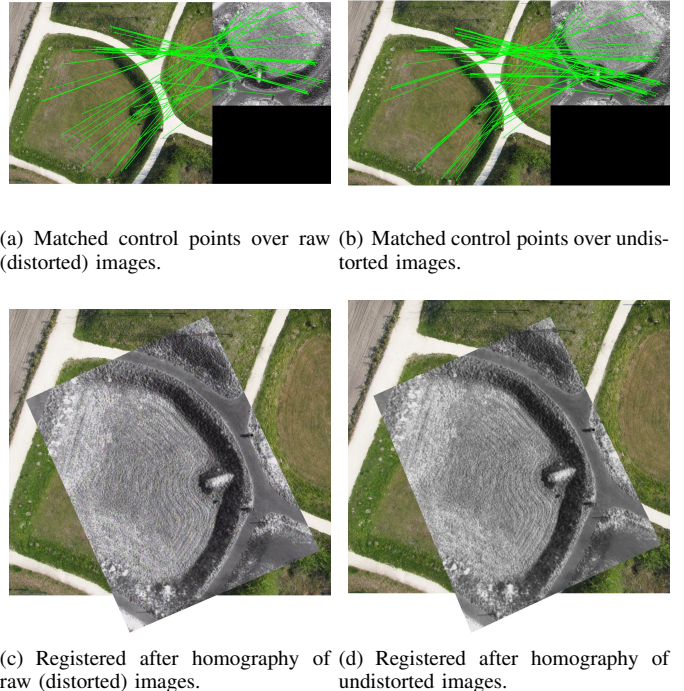 (a) Matched control points over raw
(distorted) images.
(b) Matched control points over undis-
torted images.
(c) Registered after homography of
raw (distorted) images.
(d) Registered after homography of
undistorted images.